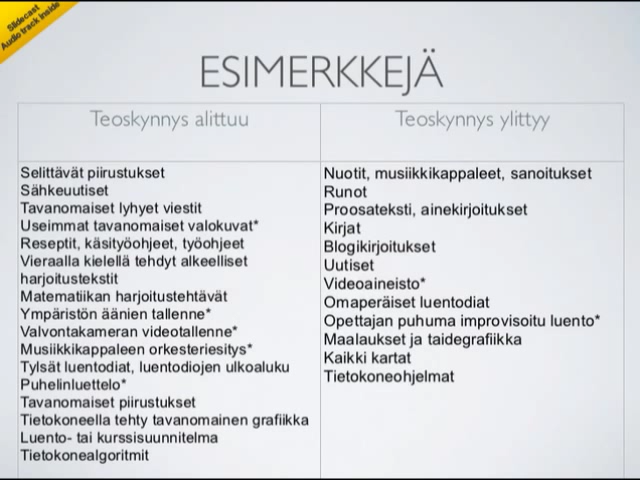 Slidecast
Audio track inside
ESIMERKKEJÄ
Teoskynnys alittuu
Teoskynnys ylittyy
Selittävät piirustukset
Sähkeuutiset
Tavanomaiset lyhyet viestit
Useimmat tavanomaiset valokuvat*
Reseptit, käsityöohjeet, työohjeet
Vieraalla kielellä tehdyt alkeelliset
harjoitustekstit
Matematiikan harjoitustehtävät
Ympäristön äänien tallenne*
Valvontakameran videotallenne*
Musiikkikappaleen orkesteriesitys*
Tylsät luentodiat, luentodiojen ulkoaluku
Puhelinluettelo*
Tavanomaiset piirustukset
Tietokoneella tehty tavanomainen grafiikka
Luento- tai kurssisuunnitelma
Tietokonealgoritmit
Nuotit, musiikkikappaleet, sanoitukset
Runot
Proosateksti, ainekirjoitukset
Kirjat
Blogikirjoitukset
Uutiset
Videoaineisto*
Omaperäiset luentodiat
Opettajan puhuma improvisoitu luento*
Maalaukset ja taidegrafiikka
Kaikki kartat
Tietokoneohjelmat